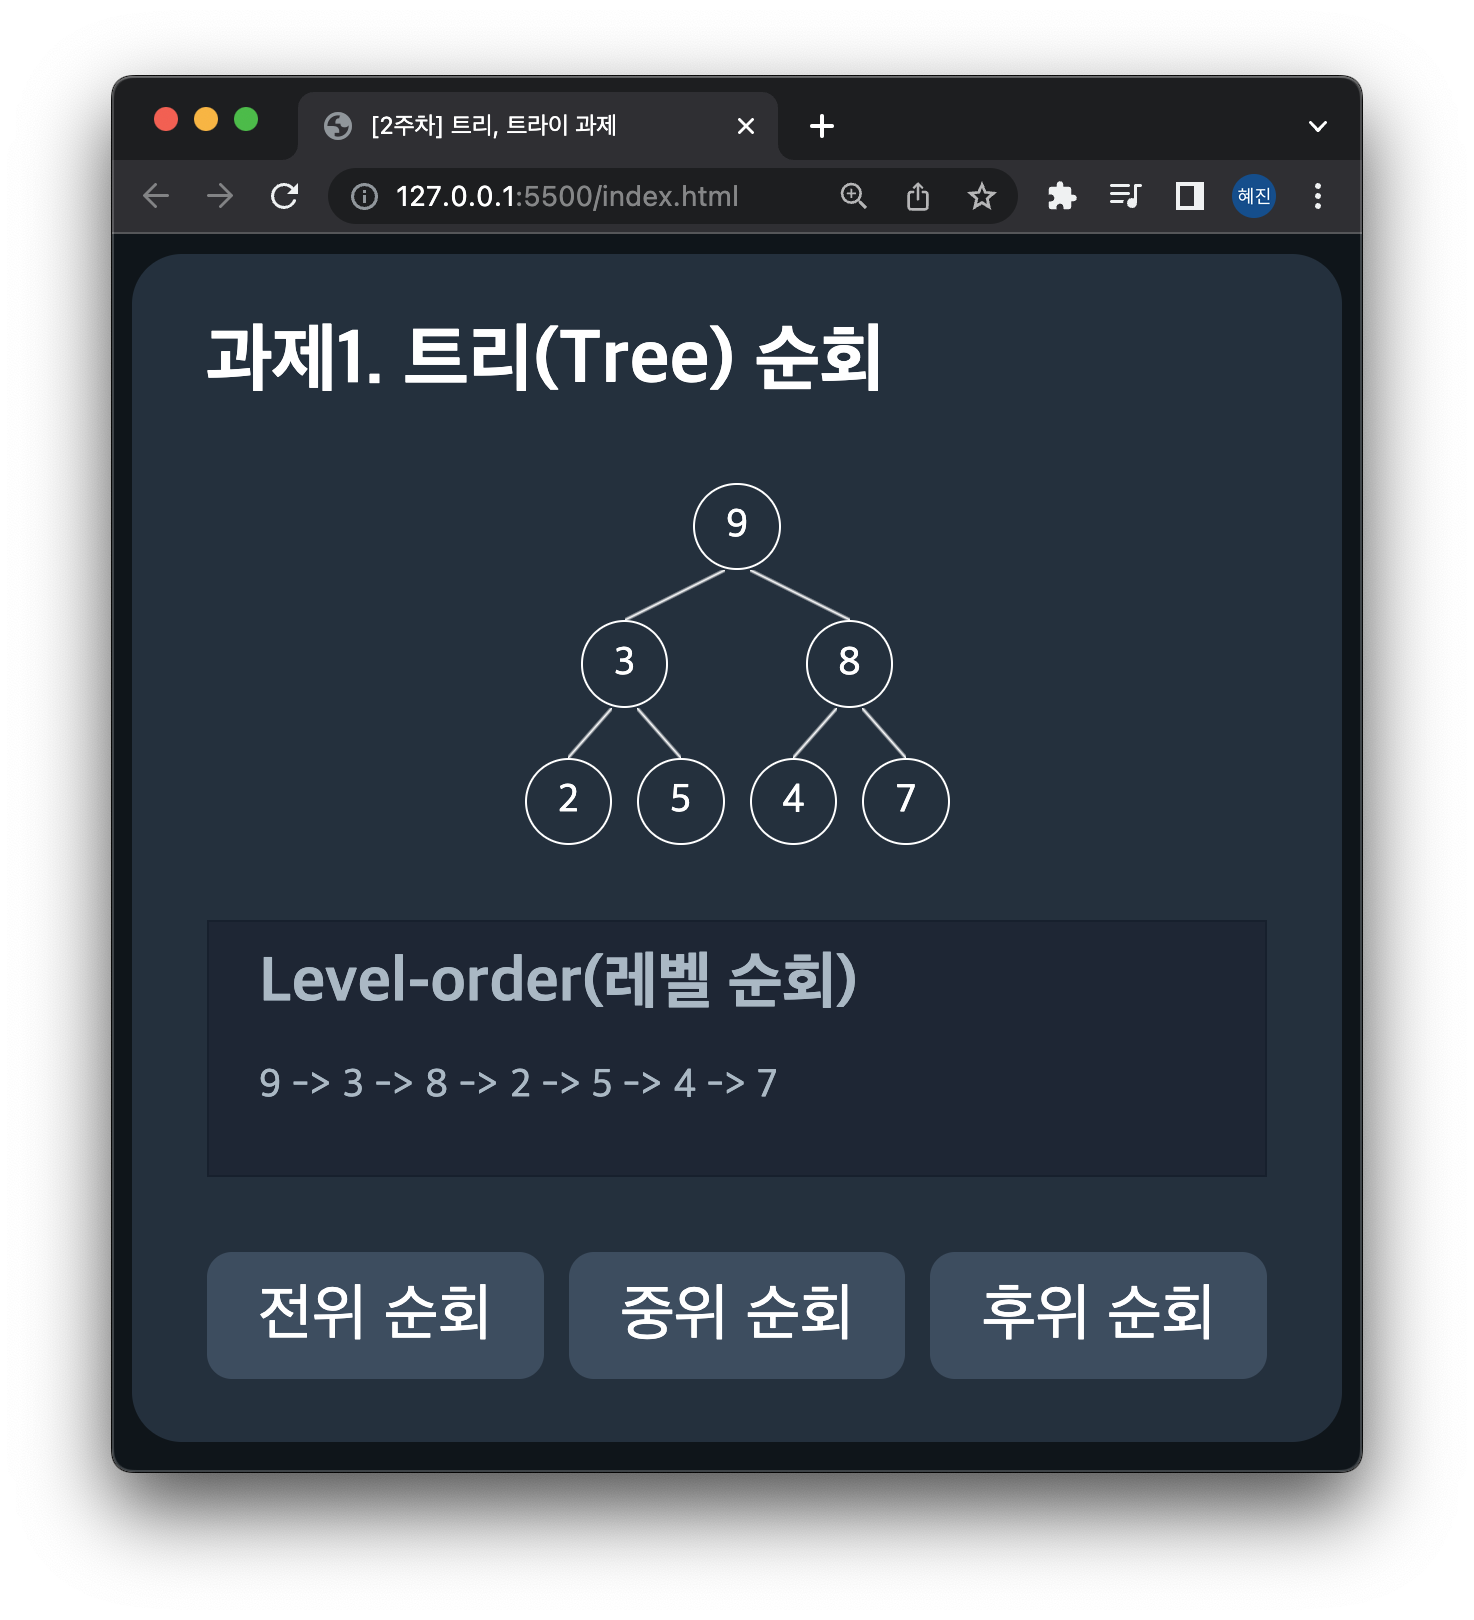 [2주차] 트리, 트라이 과제
127.0.0.1:5500/index.html
혜진
과제1. 트리(Tree) 순회
9
3 8
2 5 4 7
Level-order(레벨 순회)
9 -> 3 -> 8 -> 2 -> 5 -> 4 -> 7
전위 순회 중위 순회 후위 순회